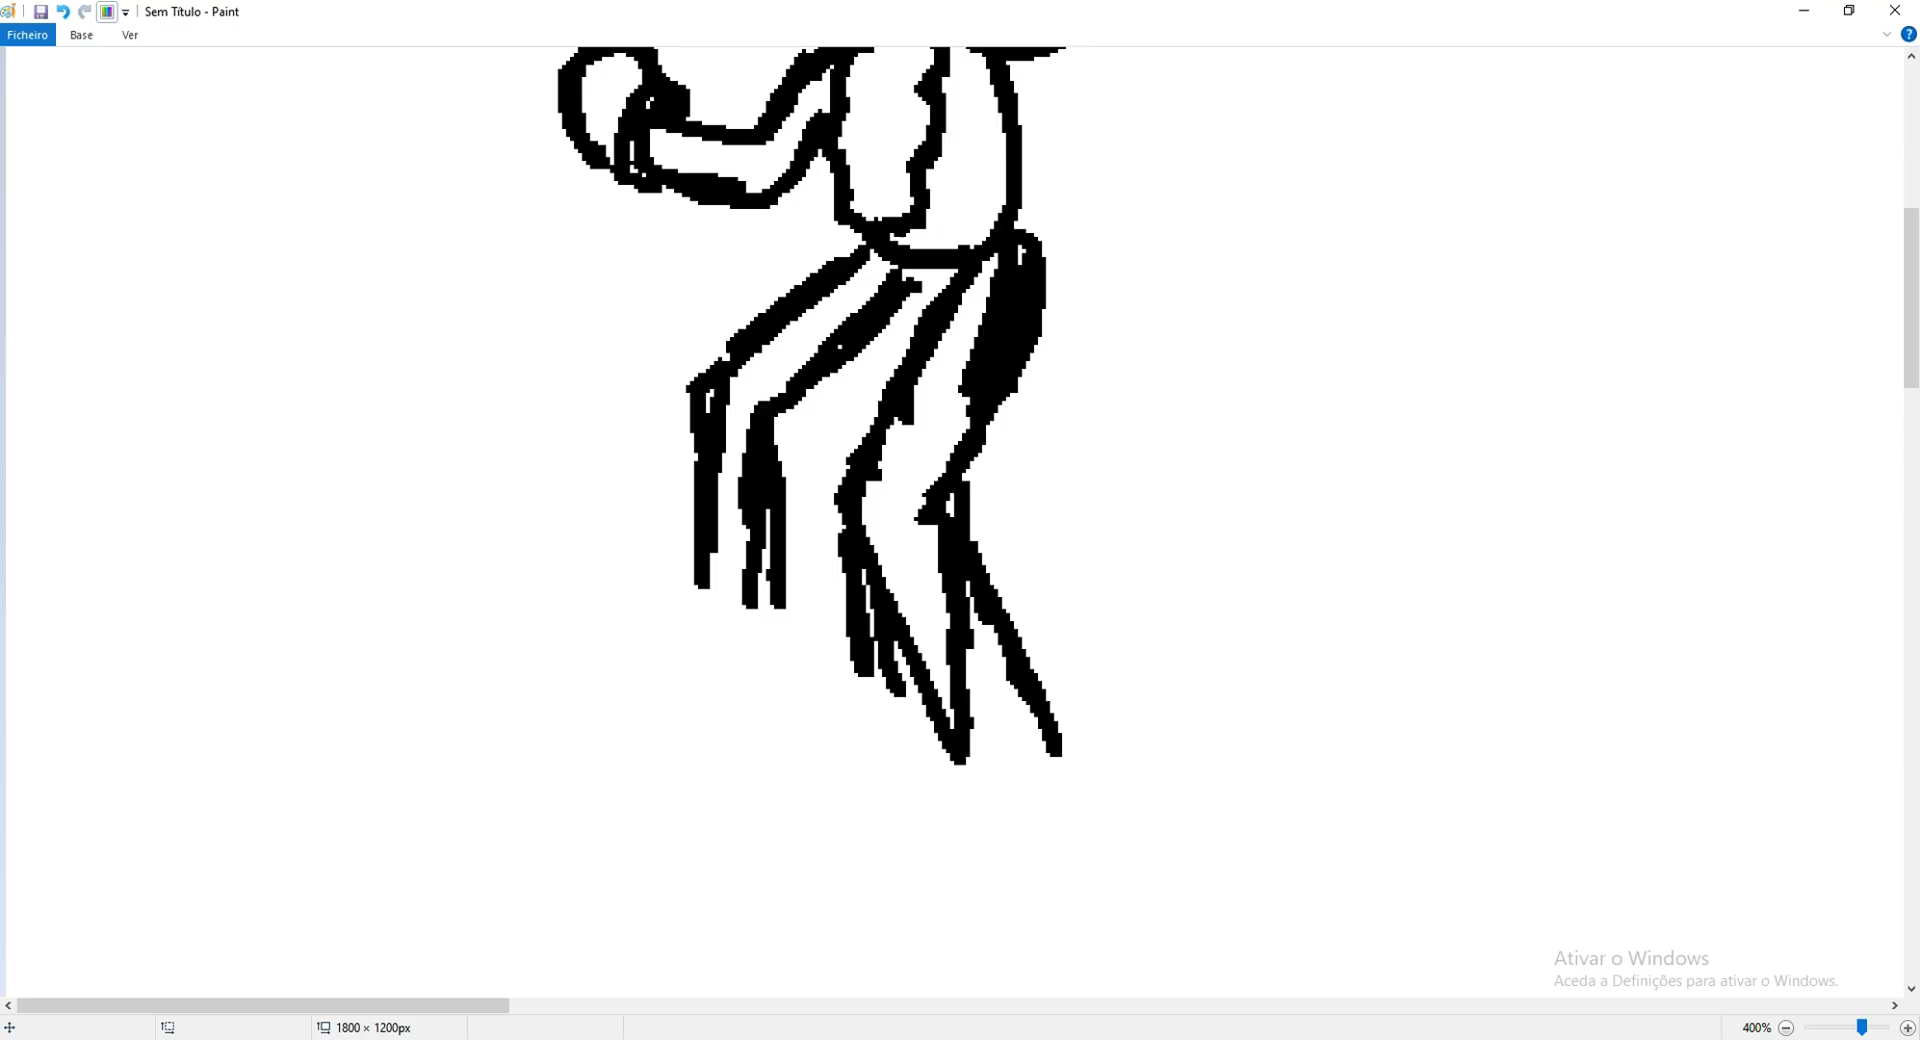 Sem Título - Paint
Ficheiro Base Ver
?
Ativar o Windows
Aceda a Definições para ativar o Windows.
1800 × 1200px
400%